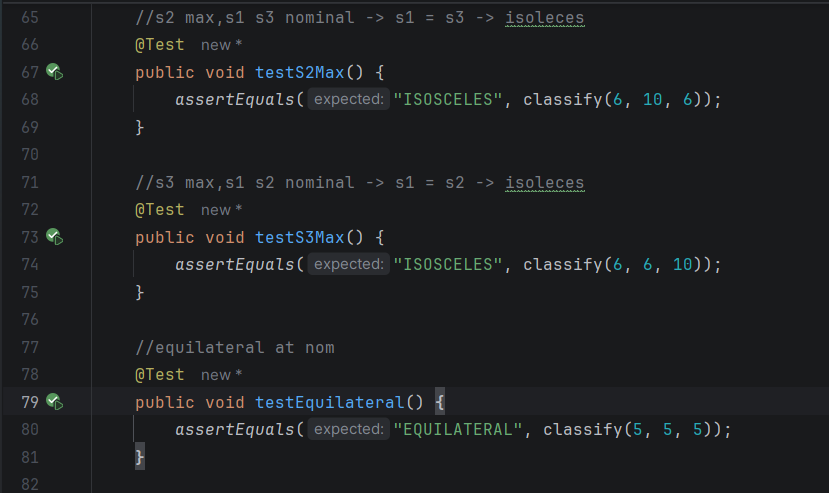 65 //s2 max,s1 s3 nominal -> s1 = s3 -> isoleces
66 @Test new *
67 public void testS2Max() {
68 assertEquals( expected: "ISOSCELES", classify(6, 10, 6));
69 }
70
71 //s3 max,s1 s2 nominal -> s1 = s2 -> isoleces
72 @Test new *
73 public void testS3Max() {
74 assertEquals( expected: "ISOSCELES", classify(6, 6, 10));
75 }
76
77 //equilateral at nom
78 @Test new *
79 public void testEquilateral() {
80 assertEquals( expected: "EQUILATERAL", classify(5, 5, 5));
81 }
82